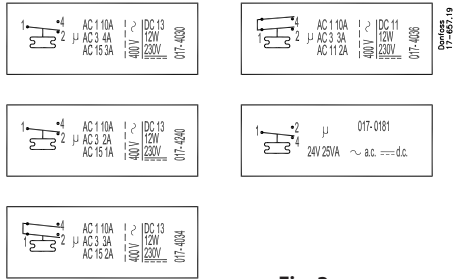 1 4 2 µ AC 1 10A AC 3 4A AC 15 3A 400 V ~ DC 13 12W 230V 017-4030
1 4 2 µ AC 1 10A AC 3 3A AC 11 2A 400 V ~ DC 11 12W 230V 017-4036
Danfoss
17-657.19
1 4 2 µ AC 1 10A AC 3 2A AC 15 1A 400 V ~ DC 13 12W 230V 017-4240
1 2 4 µ 017-0181
24V 25VA ~ a.c. d.c.
1 4 2 µ AC 1 10A AC 3 3A AC 15 2A 400 V ~ DC 13 12W 230V 017-4034